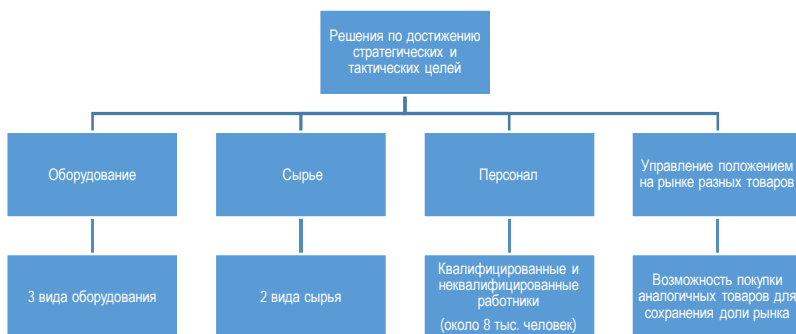 Решения по достижению
стратегических и
тактических целей
Оборудование
Сырье
Персонал
Управление положением
на рынке разных товаров
3 вида оборудования
2 вида сырья
Квалифицированные и
неквалифицированные
работники
(около 8 тыс. человек)
Возможность покупки
аналогичных товаров для
сохранения доли рынка